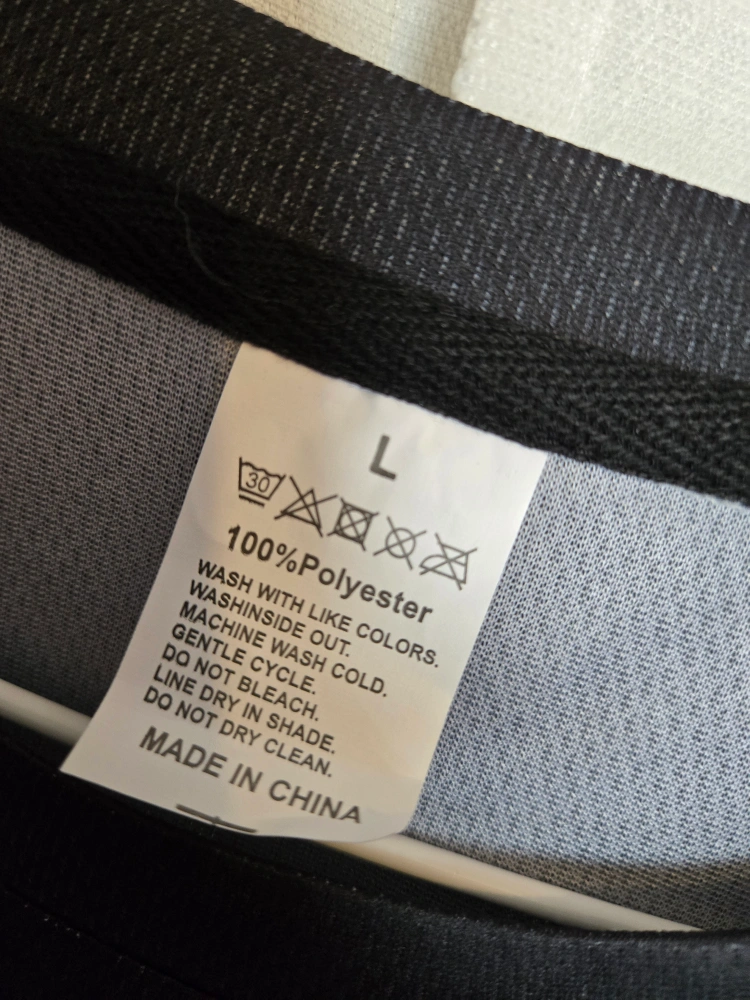 L
30
100%Polyester
WASH WITH LIKE COLORS.
WASHINSIDE OUT.
MACHINE WASH COLD.
GENTLE CYCLE.
DO NOT BLEACH.
LINE DRY IN SHADE.
DO NOT DRY CLEAN.
MADE IN CHINA